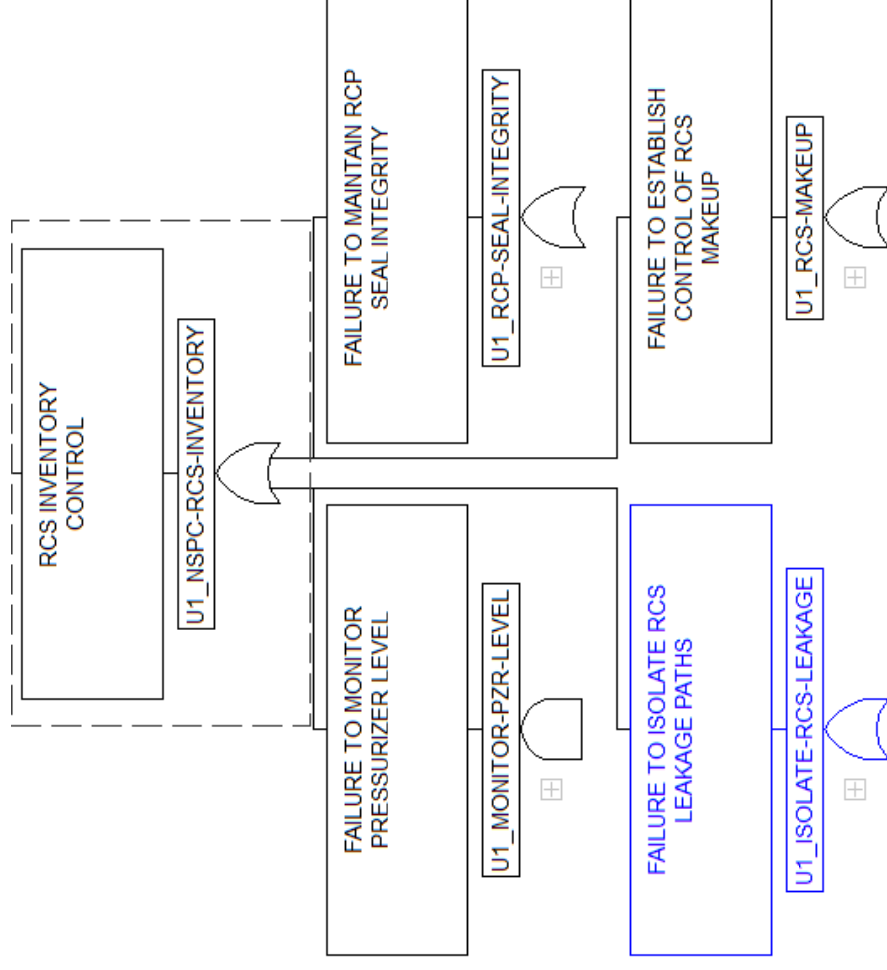 RCS INVENTORY
CONTROL
U1_NSPC-RCS-INVENTORY
FAILURE TO MONITOR
PRESSURIZER LEVEL
U1_MONITOR-PZR-LEVEL
FAILURE TO MAINTAIN RCP
SEAL INTEGRITY
U1_RCP-SEAL-INTEGRITY
FAILURE TO ISOLATE RCS
LEAKAGE PATHS
U1_ISOLATE-RCS-LEAKAGE
FAILURE TO ESTABLISH
CONTROL OF RCS
MAKEUP
U1_RCS-MAKEUP